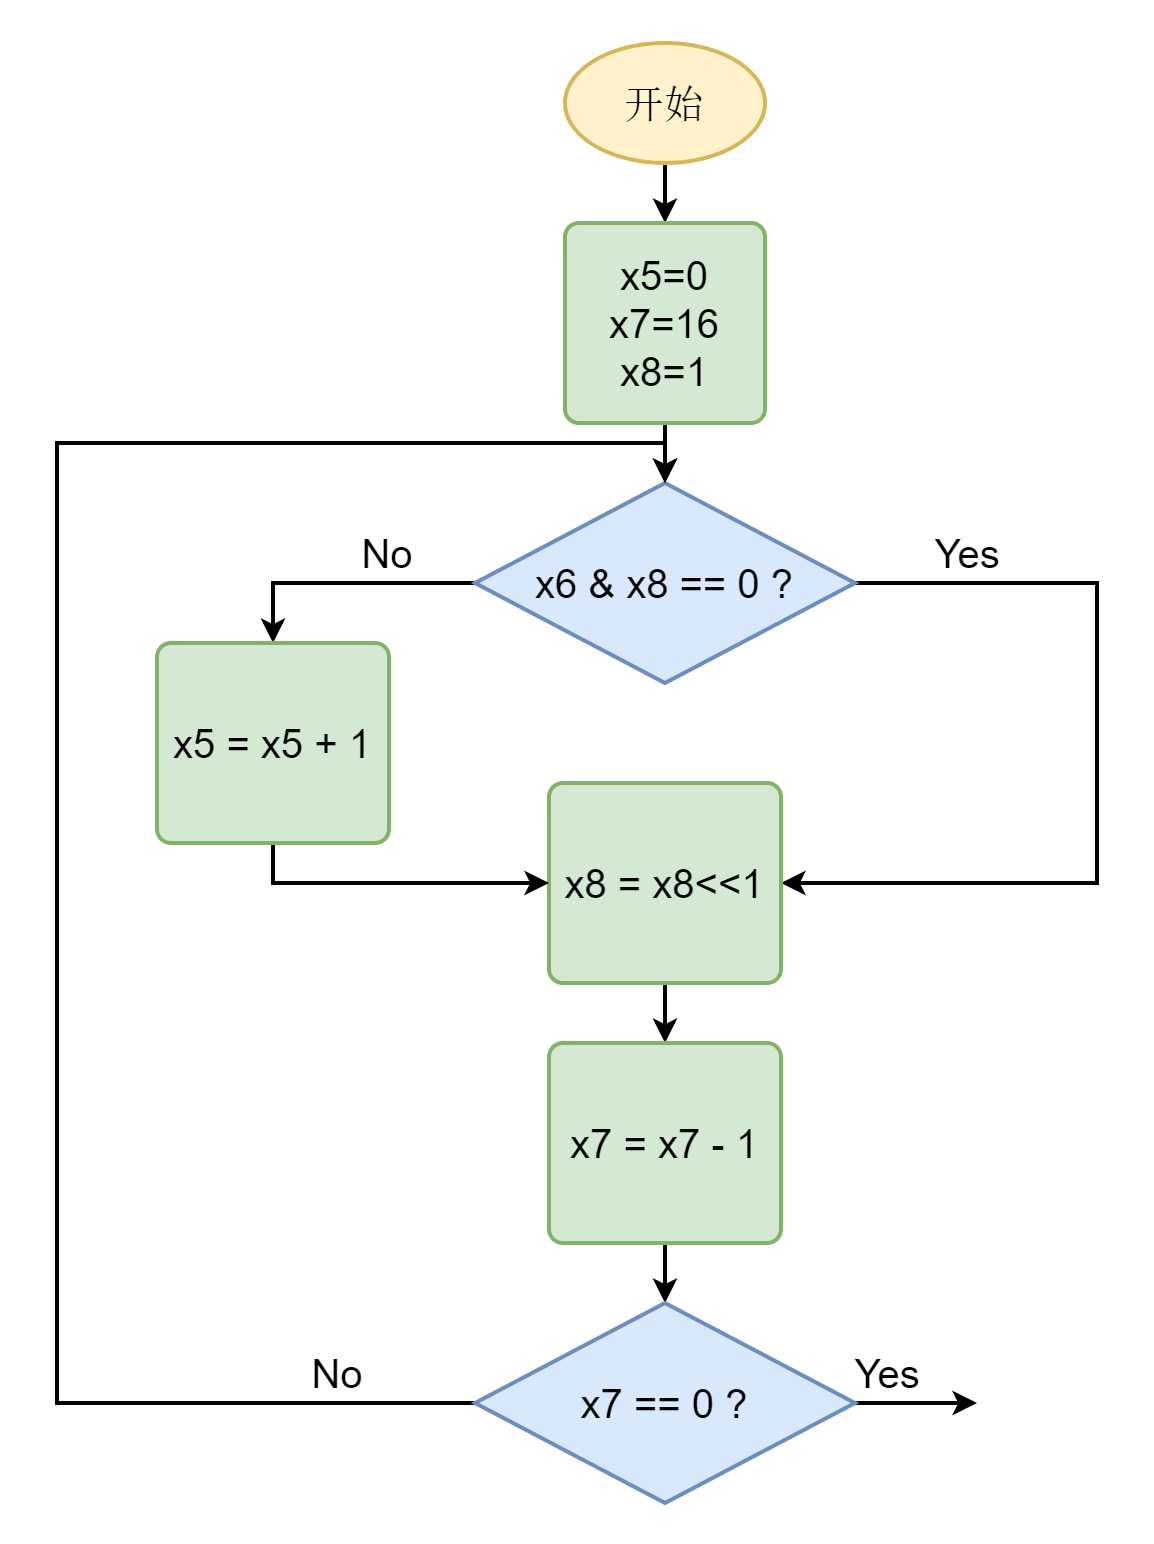 开始
x5=0
x7=16
x8=1
x6 & x8 == 0 ?
No
Yes
x5 = x5 + 1
x8 = x8<<1
x7 = x7 - 1
x7 == 0 ?
No
Yes